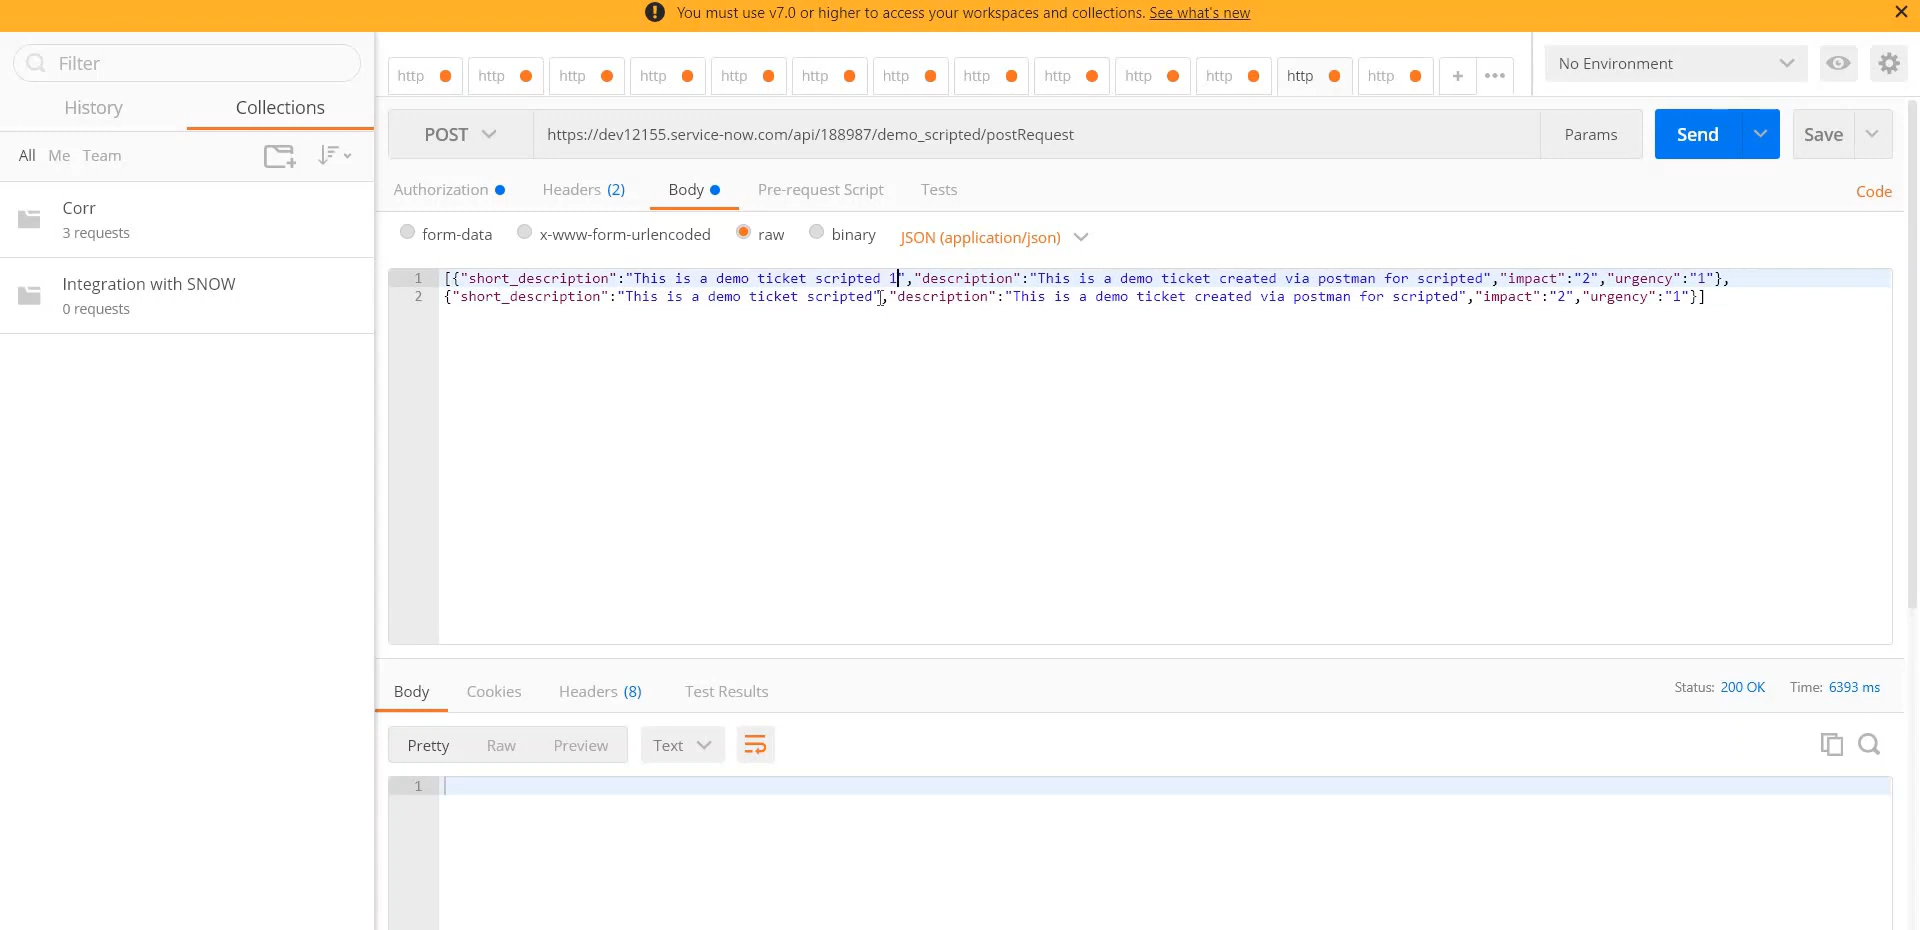 You must use v7.0 or higher to access your workspaces and collections. See what's new
Filter
History Collections
All Me Team
Corr
3 requests
Integration with SNOW
0 requests
http http http http http http http http http http http http http
No Environment
POST https://dev12155.service-now.com/api/188987/demo_scripted/postRequest Params Send Save
Authorization Headers (2) Body Pre-request Script Tests Code
form-data x-www-form-urlencoded raw binary JSON (application/json)
1 [{"short_description":"This is a demo ticket scripted 1","description":"This is a demo ticket created via postman for scripted","impact":"2","urgency":"1"},
2 {"short_description":"This is a demo ticket scripted","description":"This is a demo ticket created via postman for scripted","impact":"2","urgency":"1"}]
Body Cookies Headers (8) Test Results Status: 200 OK Time: 6393 ms
Pretty Raw Preview Text
1